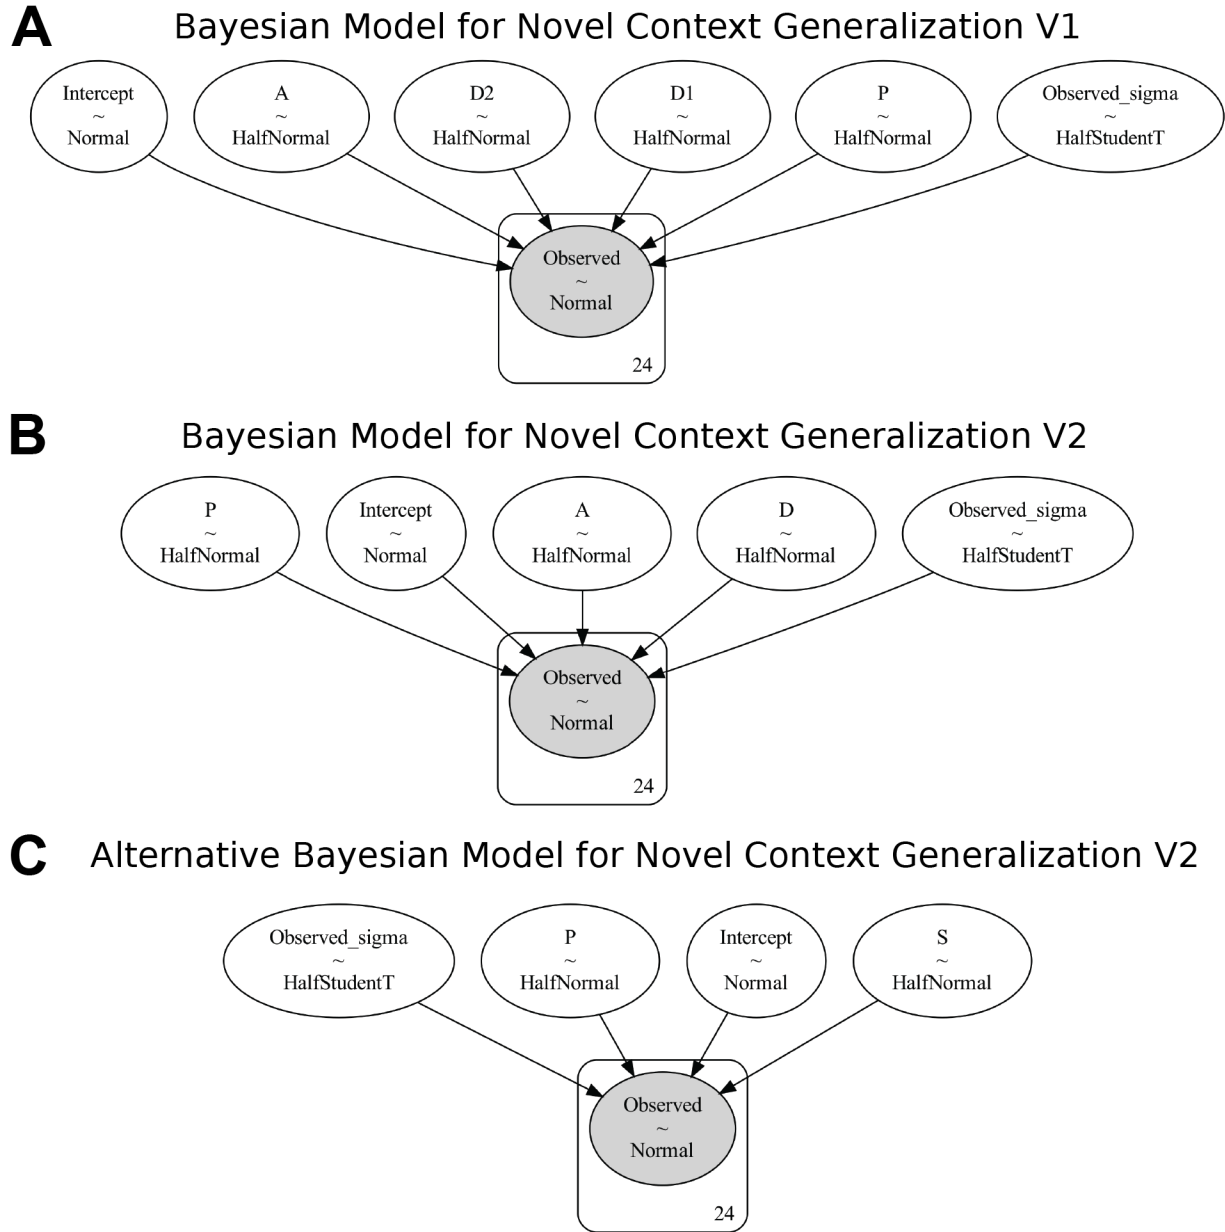 A
Bayesian Model for Novel Context Generalization V1
Intercept
~
Normal
A
~
HalfNormal
D2
~
HalfNormal
D1
~
HalfNormal
P
~
HalfNormal
Observed_sigma
~
HalfStudentT
Observed
~
Normal
24
B
Bayesian Model for Novel Context Generalization V2
P
~
HalfNormal
Intercept
~
Normal
A
~
HalfNormal
D
~
HalfNormal
Observed_sigma
~
HalfStudentT
Observed
~
Normal
24
C
Alternative Bayesian Model for Novel Context Generalization V2
Observed_sigma
~
HalfStudentT
P
~
HalfNormal
Intercept
~
Normal
S
~
HalfNormal
Observed
~
Normal
24